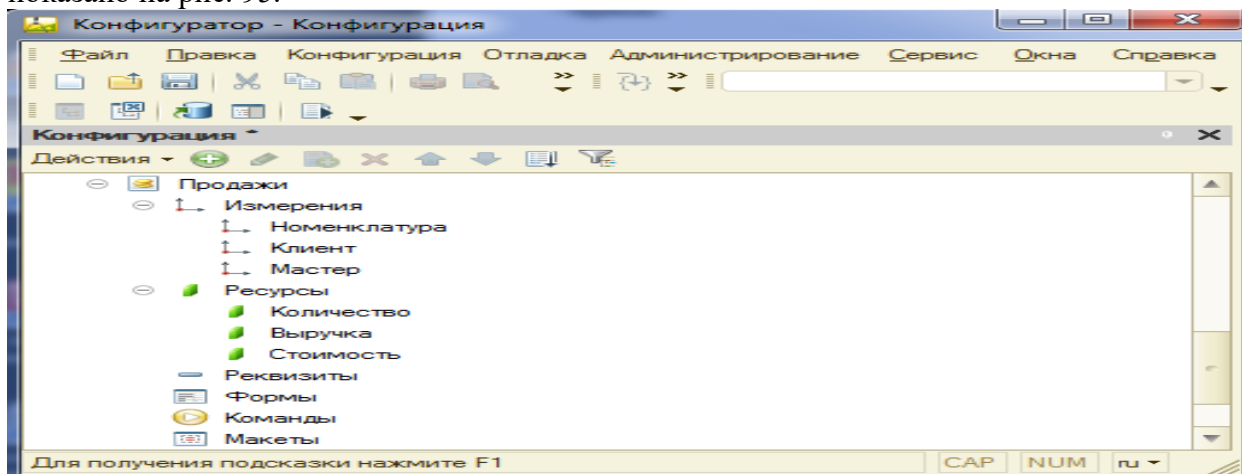 показано на рис. 95.
Конфигуратор - Конфигурация
Файл Правка Конфигурация Отладка Администрирование Сервис Окна Справка
Конфигурация *
Действия
Продажи
Измерения
Номенклатура
Клиент
Мастер
Ресурсы
Количество
Выручка
Стоимость
Реквизиты
Формы
Команды
Макеты
Для получения подсказки нажмите F1 CAP NUM ru